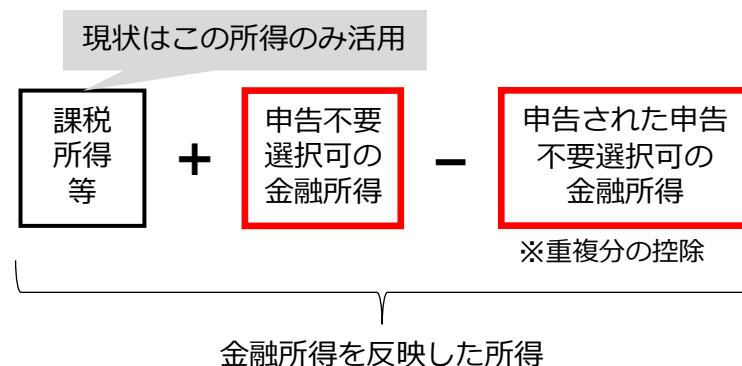 現状はこの所得のみ活用
課税
所得
等
+
申告不要
選択可の
金融所得
−
申告された申告
不要選択可の
金融所得
※重複分の控除
金融所得を反映した所得